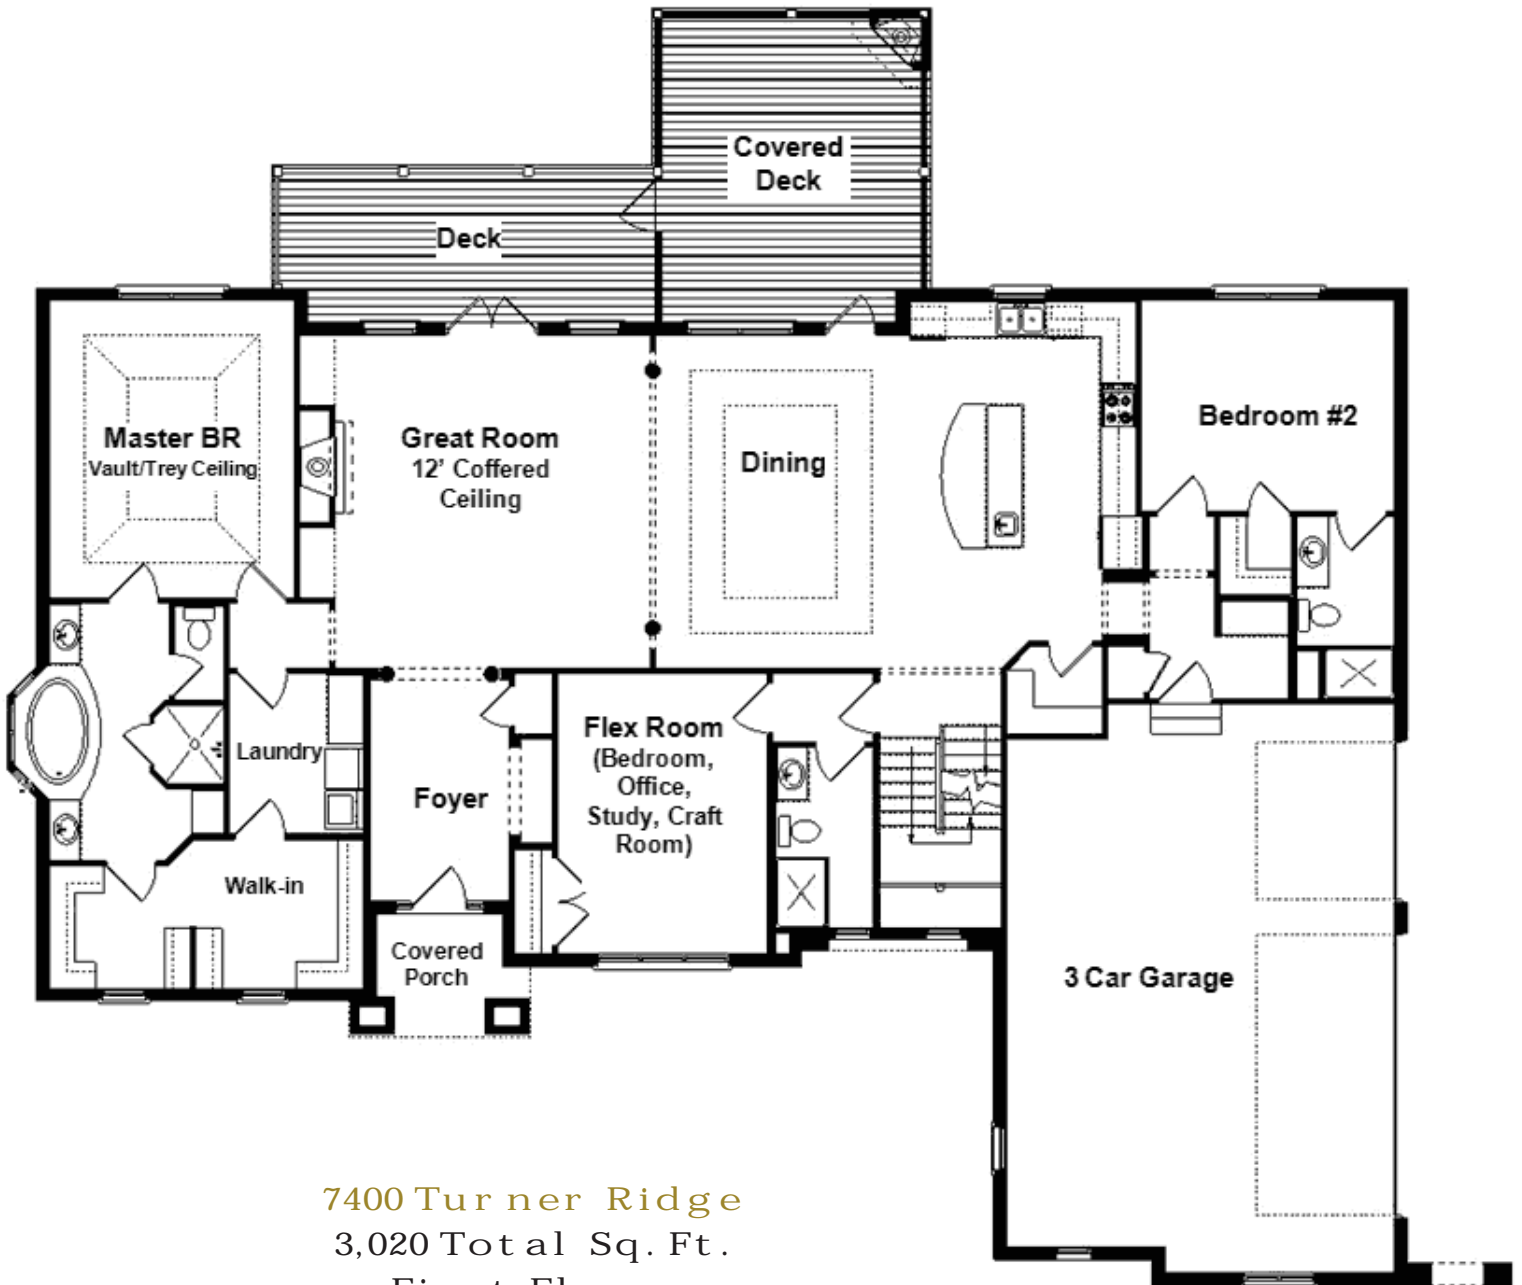 Covered
Deck
Deck
Master BR
Vault/Trey Ceiling
Great Room
12' Coffered
Ceiling
Dining
Bedroom #2
Laundry
Foyer
Flex Room
(Bedroom,
Office,
Study, Craft
Room)
Walk-in
Covered
Porch
3 Car Garage
7400 Turner Ridge
3,020 Total Sq. Ft.